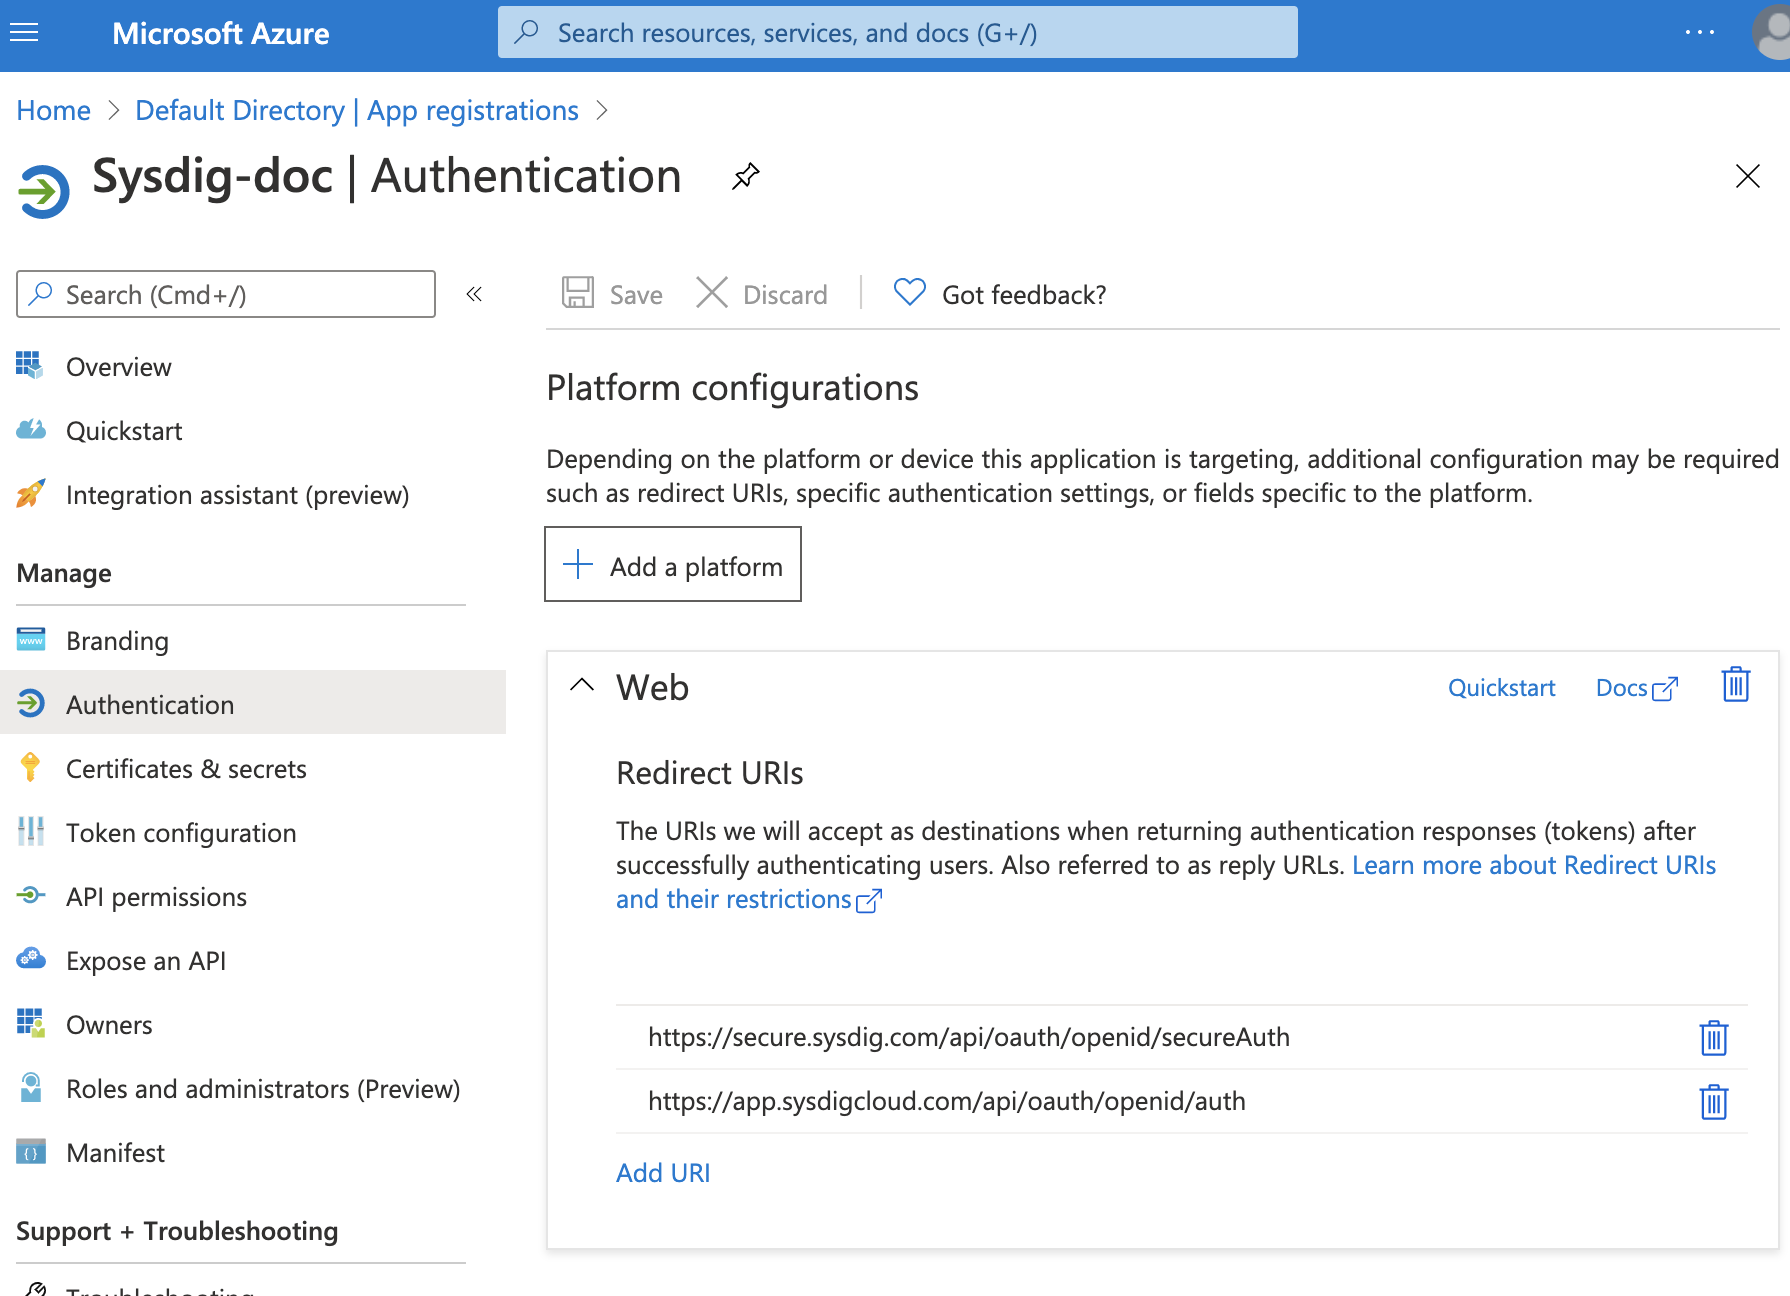 Microsoft Azure
Search resources, services, and docs (G+/)
Home > Default Directory | App registrations >
Sysdig-doc | Authentication
Search (Cmd+/)
«
Overview
Quickstart
Integration assistant (preview)
Manage
Branding
Authentication
Certificates & secrets
Token configuration
API permissions
Expose an API
Owners
Roles and administrators (Preview)
Manifest
Support + Troubleshooting
Troubleshooting
Save
Discard
Got feedback?
Platform configurations
Depending on the platform or device this application is targeting, additional configuration may be required
such as redirect URIs, specific authentication settings, or fields specific to the platform.
Add a platform
Web
Quickstart
Docs
Redirect URIs
The URIs we will accept as destinations when returning authentication responses (tokens) after
successfully authenticating users. Also referred to as reply URLs. Learn more about Redirect URIs
and their restrictions
https://secure.sysdig.com/api/oauth/openid/secureAuth
https://app.sysdigcloud.com/api/oauth/openid/auth
Add URI